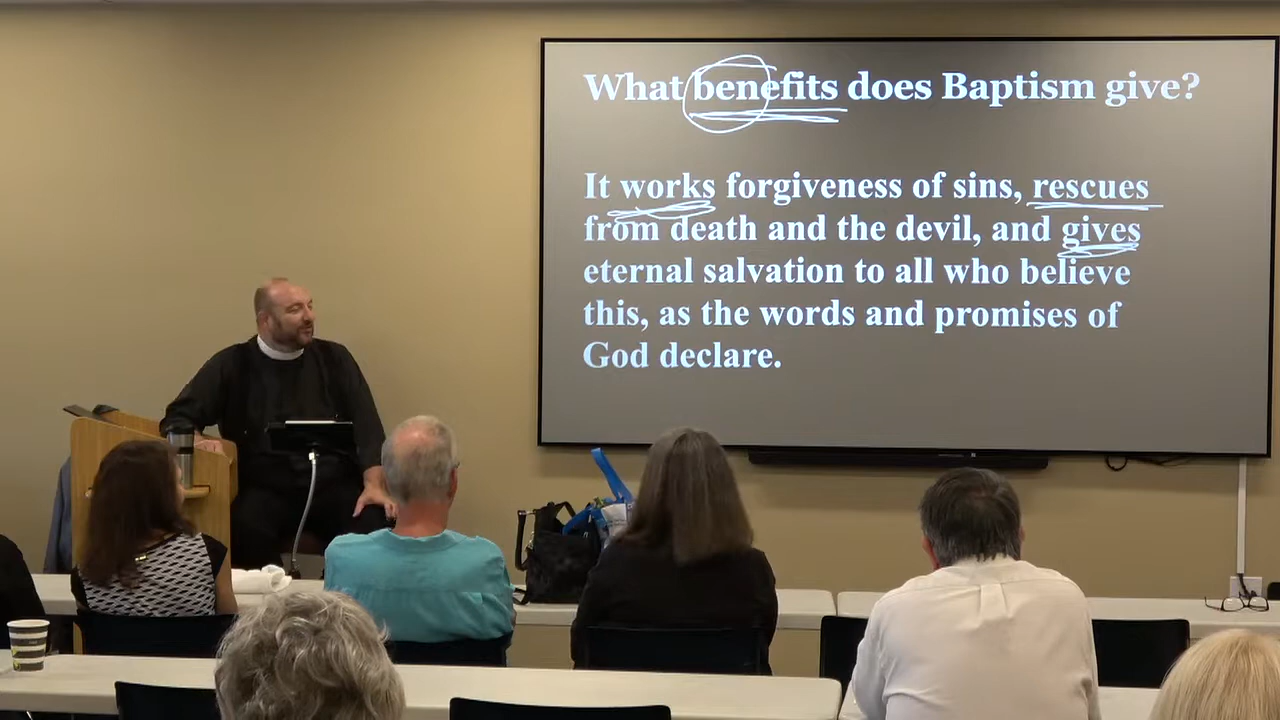 What benefits does Baptism give?
It works forgiveness of sins, rescues
from death and the devil, and gives
eternal salvation to all who believe
this, as the words and promises of
God declare.